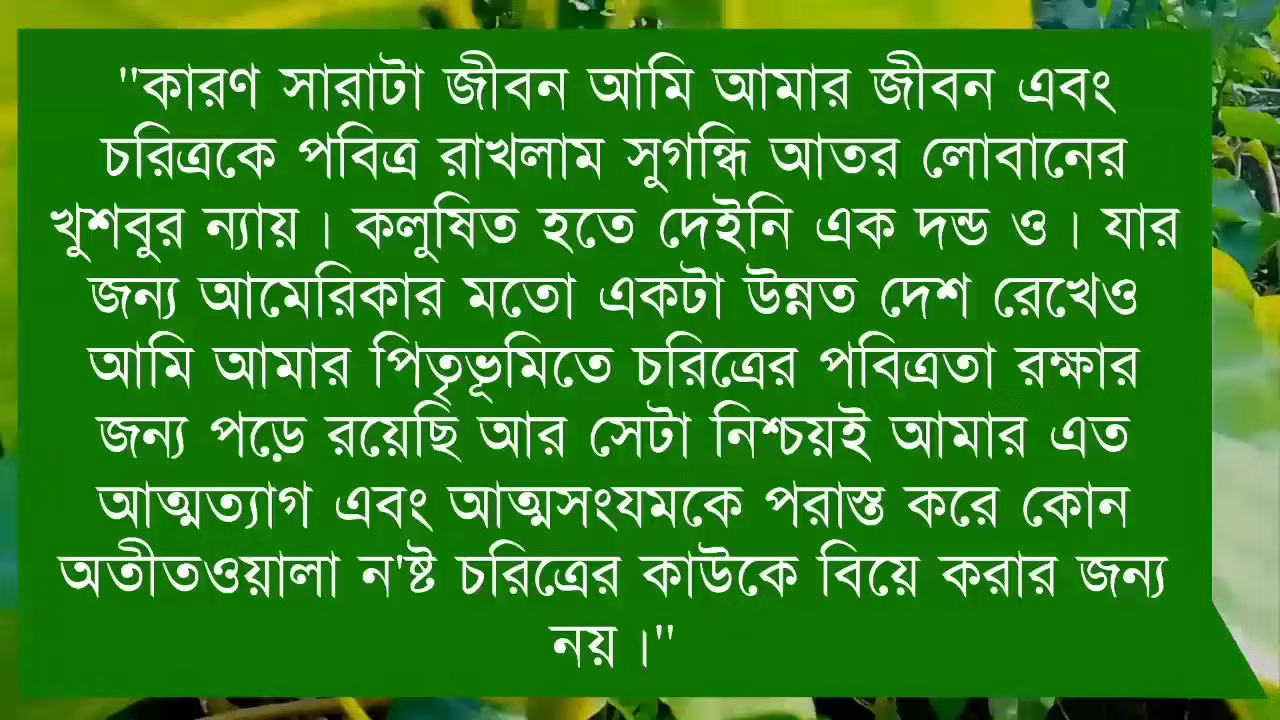 "কারণ সারাটা জীবন আমি আমার জীবন এবং
চরিত্রকে পবিত্র রাখলাম সুগন্ধি আতর লোবানের
খুশবুর ন্যায়। কলুষিত হতে দেইনি এক দন্ড ও। যার
জন্য আমেরিকার মতো একটা উন্নত দেশ রেখেও
আমি আমার পিতৃভূমিতে চরিত্রের পবিত্রতা রক্ষার
জন্য পড়ে রয়েছি আর সেটা নিশ্চয়ই আমার এত
আত্মত্যাগ এবং আত্মসংযমকে পরাস্ত করে কোন
অতীতওয়ালা ন'ষ্ট চরিত্রের কাউকে বিয়ে করার জন্য
নয়।"